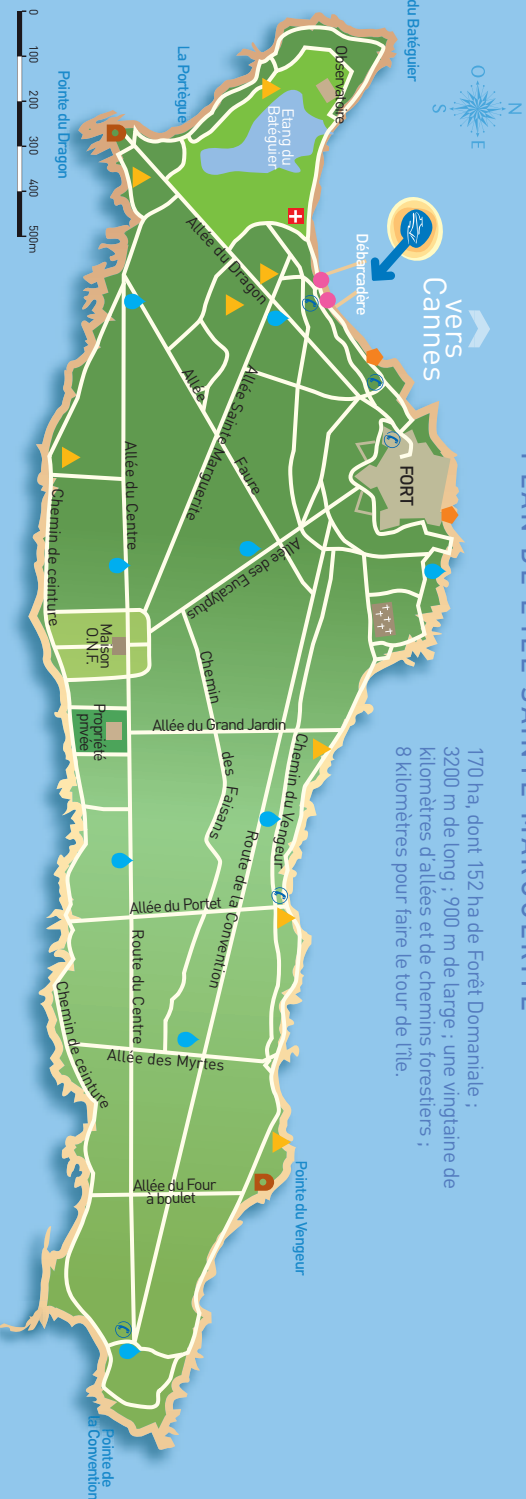 PLAN DE L'ILE SAINTE MARGUERITE
170 ha, dont 152 ha de Forêt Domaniale ;
3200 m de long ; 900 m de large ; une vingtaine de
kilomètres d'allées et de chemins forestiers ;
8 kilomètres pour faire le tour de l'île.
N
O
E
S
vers
Cannes
du Batéguier
Observatoire
Débarcadère
Etang du
Batéguier
La Portègue
Pointe du Dragon
FORT
Allée du Dragon
Allée Sainte Marguerite
Allée Faure
Allée des Eucalyptus
Allée du Centre
Chemin de ceinture
Maison
O.N.F.
Propriété
privée
Allée du Grand Jardin
Chemin des Faisans
Chemin du Vengeur
Route de la Convention
Allée du Portet
Route du Centre
Allée des Myrtes
Chemin de ceinture
Allée du Four
à boulet
Pointe du Vengeur
Pointe de
la Convention
0 100 200 300 400 500m